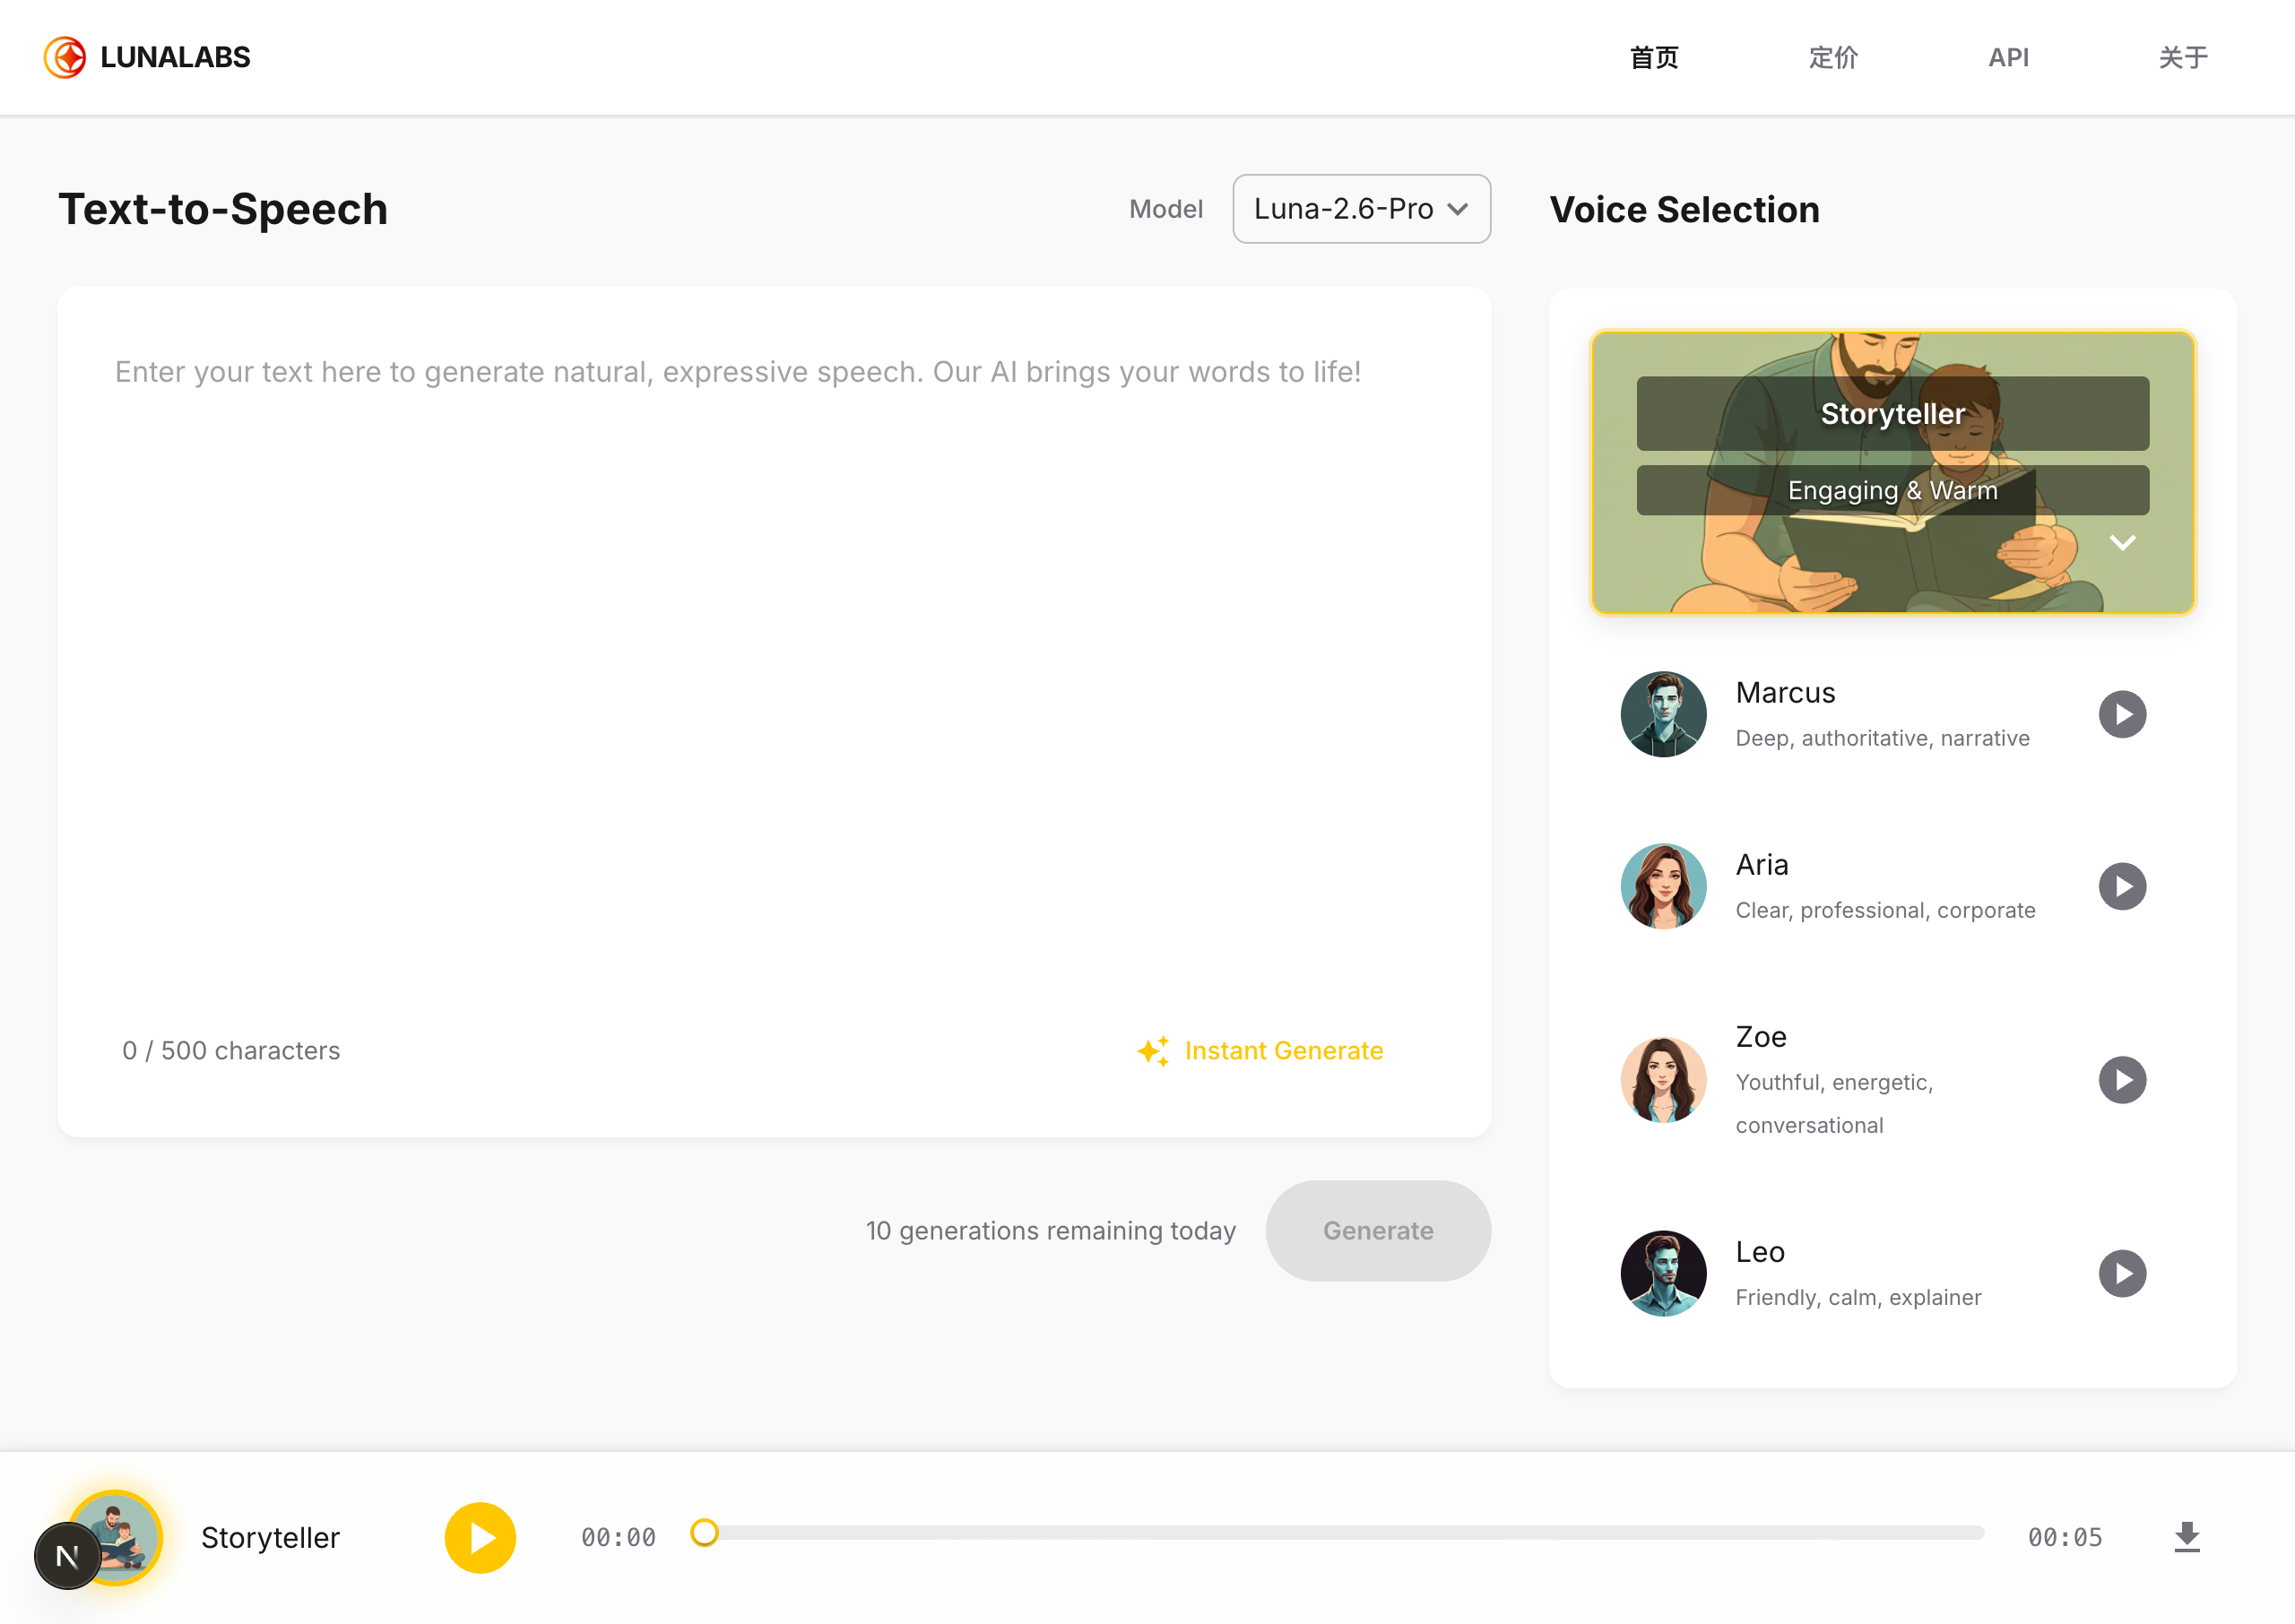 LUNALABS
首页
定价
API
关于
Text-to-Speech
Model
Luna-2.6-Pro
Voice Selection
Enter your text here to generate natural, expressive speech. Our AI brings your words to life!
0 / 500 characters
Instant Generate
10 generations remaining today
Generate
Storyteller
Engaging & Warm
Marcus
Deep, authoritative, narrative
Aria
Clear, professional, corporate
Zoe
Youthful, energetic,
conversational
Leo
Friendly, calm, explainer
N
Storyteller
00:00
00:05